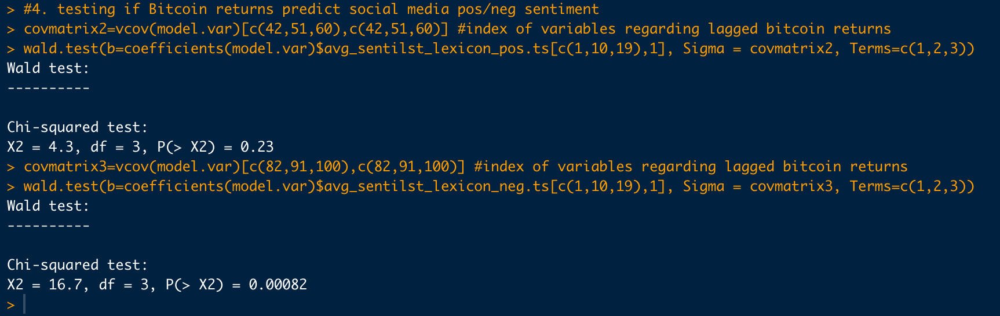 > #4. testing if Bitcoin returns predict social media pos/neg sentiment
> covmatrix2=vcov(model.var)[c(42,51,60),c(42,51,60)] #index of variables regarding lagged bitcoin returns
> wald.test(b=coefficients(model.var)$avg_sentilst_lexicon_pos.ts[c(1,10,19),1], Sigma = covmatrix2, Terms=c(1,2,3))
Wald test:
----------
Chi-squared test:
X2 = 4.3, df = 3, P(> X2) = 0.23
> covmatrix3=vcov(model.var)[c(82,91,100),c(82,91,100)] #index of variables regarding lagged bitcoin returns
> wald.test(b=coefficients(model.var)$avg_sentilst_lexicon_neg.ts[c(1,10,19),1], Sigma = covmatrix3, Terms=c(1,2,3))
Wald test:
----------
Chi-squared test:
X2 = 16.7, df = 3, P(> X2) = 0.00082
>